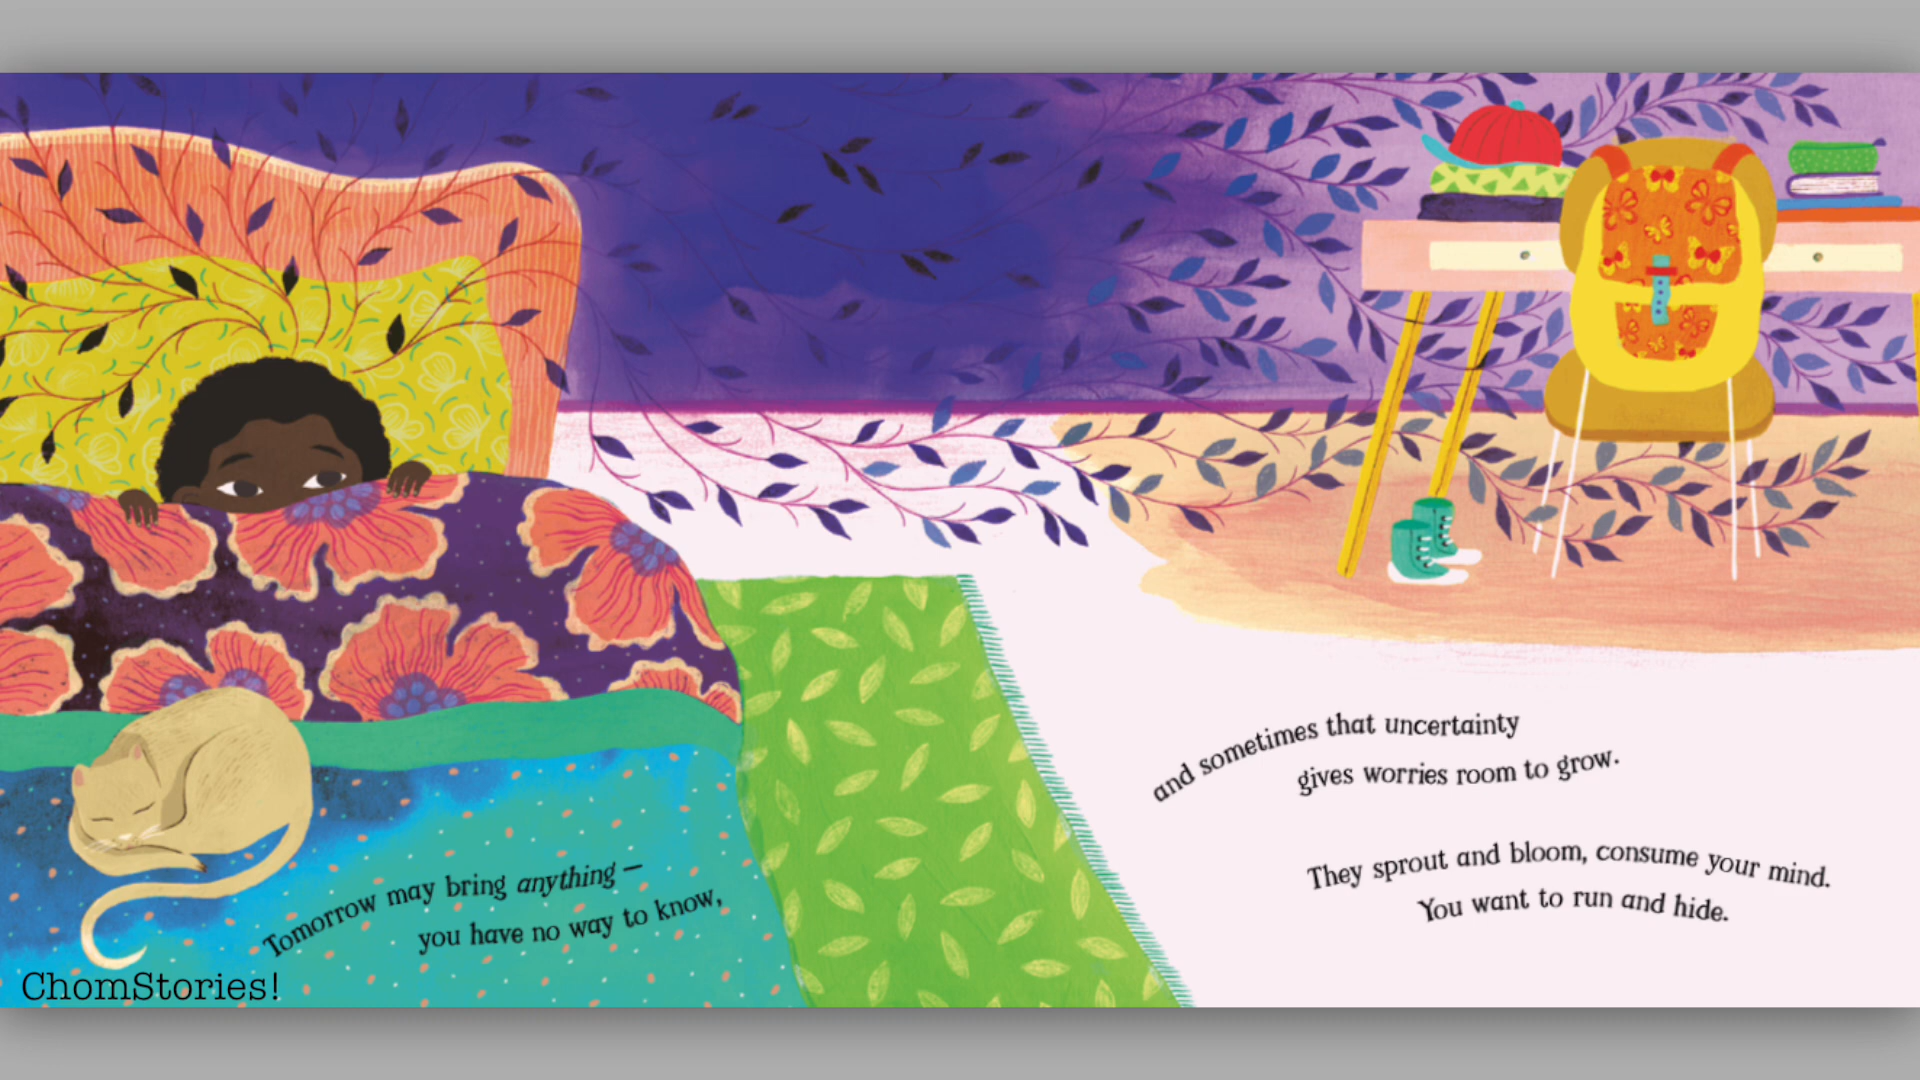 Tomorrow may bring anything —
you have no way to know,
ChomStories!
and sometimes that uncertainty
gives worries room to grow.
They sprout and bloom, consume your mind.
You want to run and hide.